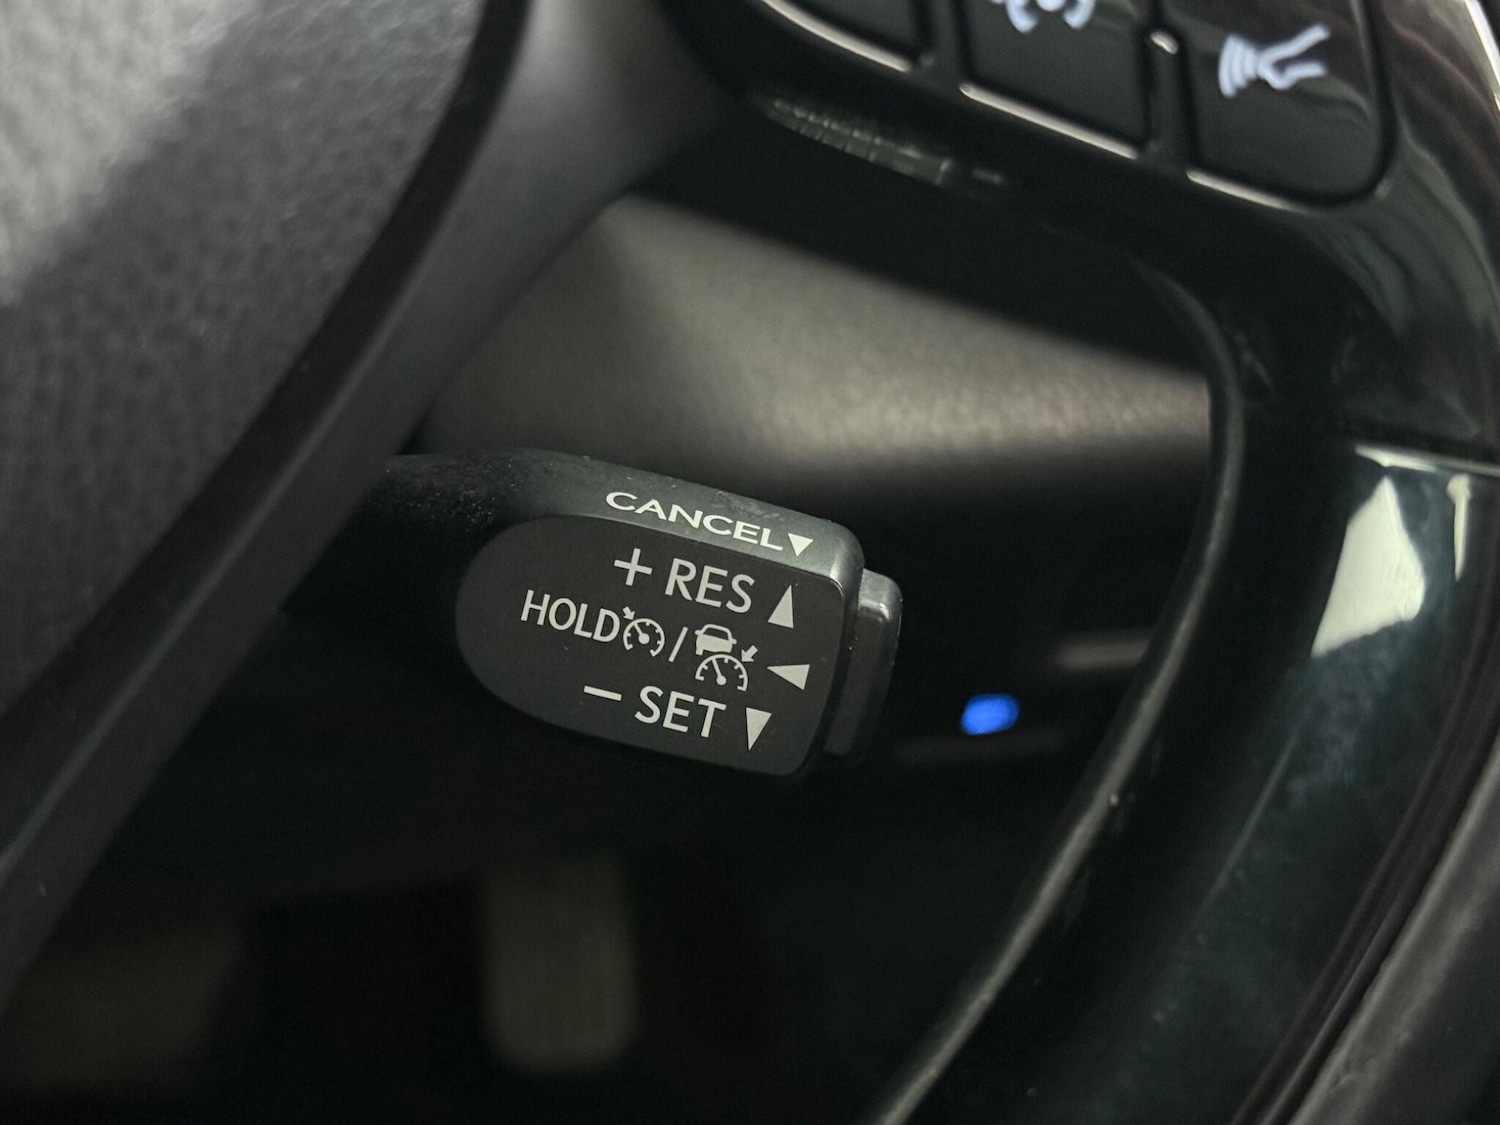 CANCEL▼
+ RES ▲
HOLD / ◀
− SET ▼